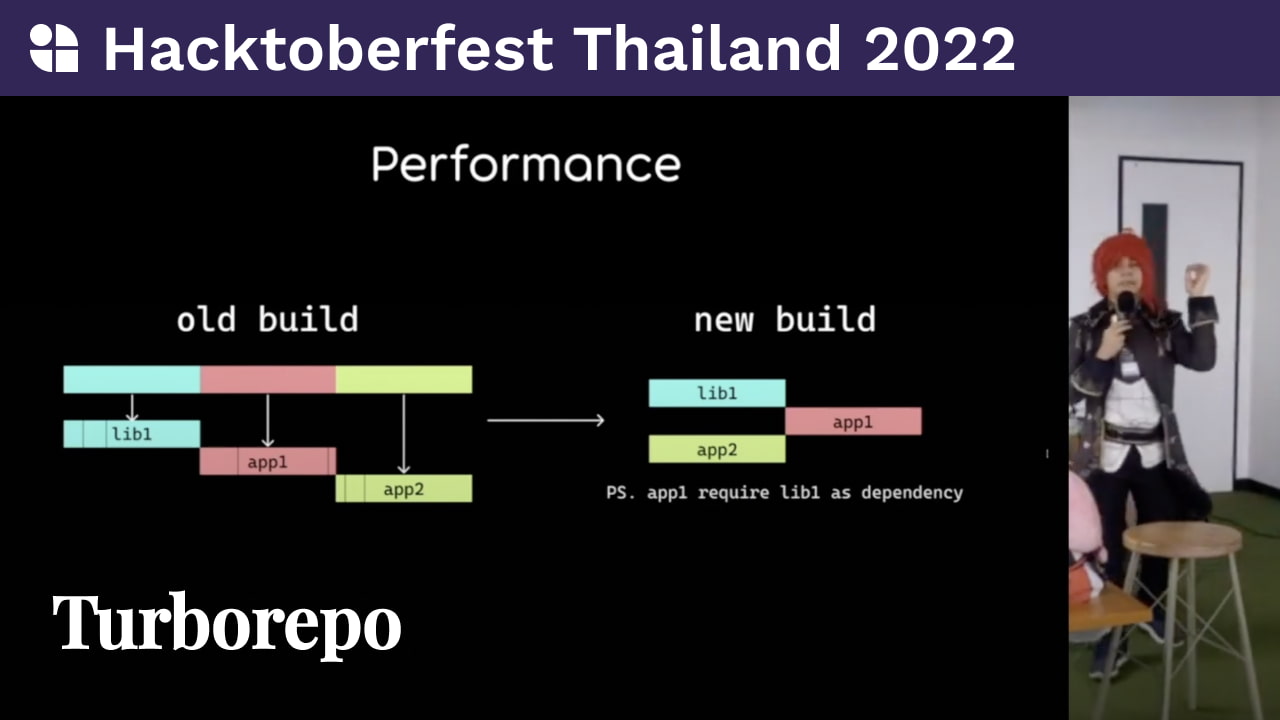 Hacktoberfest Thailand 2022
Performance
old build
new build
lib1
app1
app2
lib1
app1
app2
PS. app1 require lib1 as dependency
Turborepo